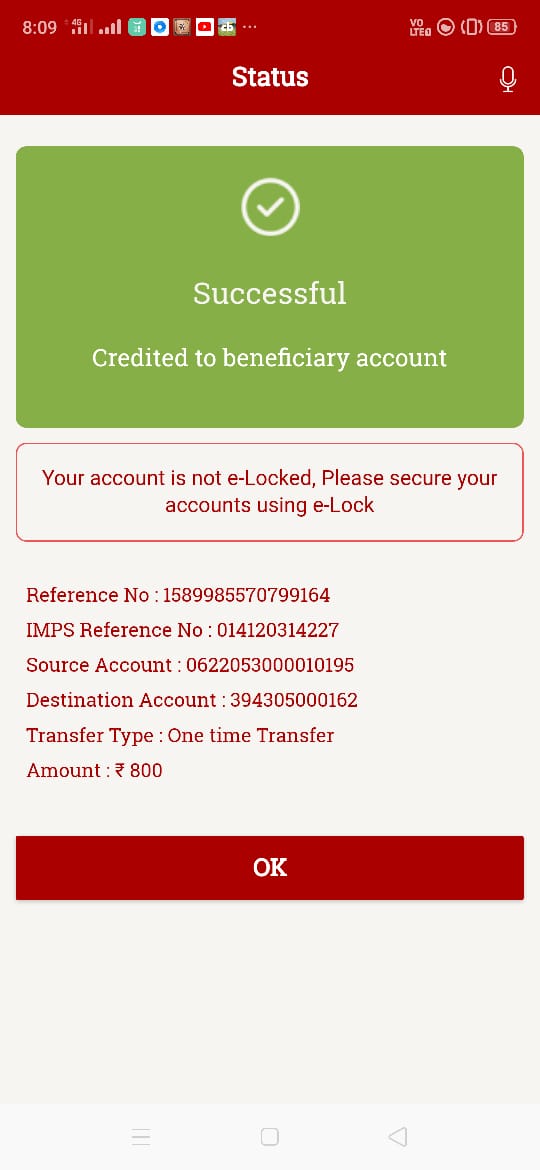 8:09
4G
VO
LTE
85
Status
Successful
Credited to beneficiary account
Your account is not e-Locked, Please secure your
accounts using e-Lock
Reference No : 1589985570799164
IMPS Reference No : 014120314227
Source Account : 0622053000010195
Destination Account : 394305000162
Transfer Type : One time Transfer
Amount : ₹ 800
OK